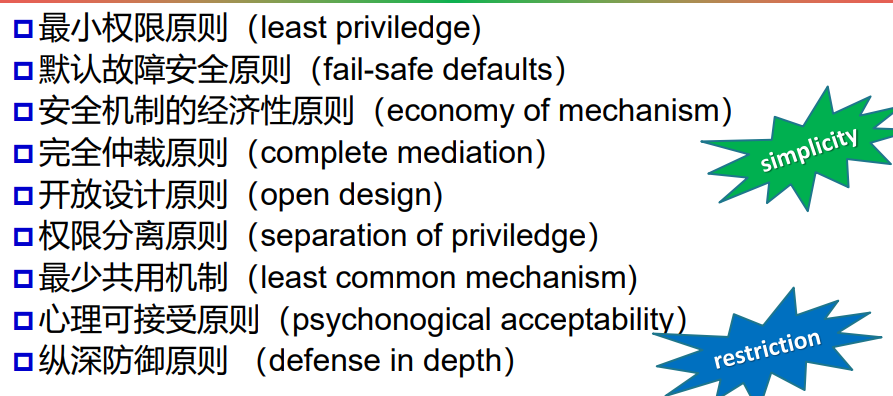 最小权限原则（least priviledge)
默认故障安全原则（fail-safe defaults）
安全机制的经济性原则（economy of mechanism）
完全仲裁原则（complete mediation）
开放设计原则（open design)
权限分离原则（separation of priviledge）
最少共用机制（least common mechanism)
心理可接受原则（psychonogical acceptability）
纵深防御原则 （defense in depth）
simplicity
restriction